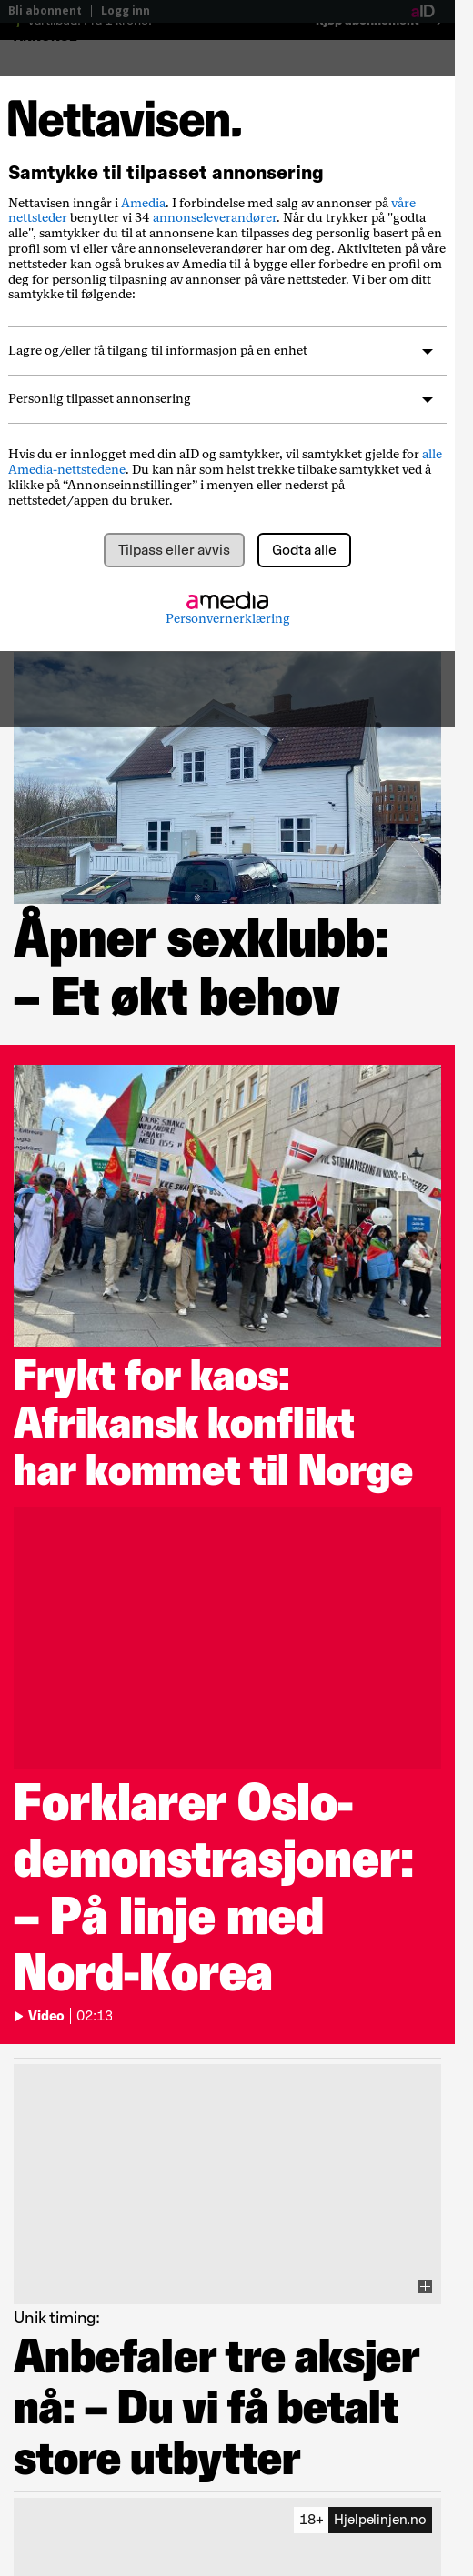 Bli abonnent
Logg inn
aID
Nettavisen.
Samtykke til tilpasset annonsering
Nettavisen inngår i Amedia. I forbindelse med salg av annonser på våre
nettsteder benytter vi 34 annonseleverandører. Når du trykker på "godta
alle", samtykker du til at annonsene kan tilpasses deg personlig basert på en
profil som vi eller våre annonseleverandører har om deg. Aktiviteten på våre
nettsteder kan også brukes av Amedia til å bygge eller forbedre en profil om
deg for personlig tilpasning av annonser på våre nettsteder. Vi ber om ditt
samtykke til følgende:
Lagre og/eller få tilgang til informasjon på en enhet
Personlig tilpasset annonsering
Hvis du er innlogget med din aID og samtykker, vil samtykket gjelde for alle
Amedia-nettstedene. Du kan når som helst trekke tilbake samtykket ved å
klikke på “Annonseinnstillinger” i menyen eller nederst på
nettstedet/appen du bruker.
Tilpass eller avvis
Godta alle
amedia
Personvernerklæring
Åpner sexklubb:
– Et økt behov
Frykt for kaos:
Afrikansk konflikt
har kommet til Norge
Forklarer Oslo-
demonstrasjoner:
– På linje med
Nord-Korea
Video
02:13
Unik timing:
Anbefaler tre aksjer
nå: – Du vi få betalt
store utbytter
18+
Hjelpelinjen.no